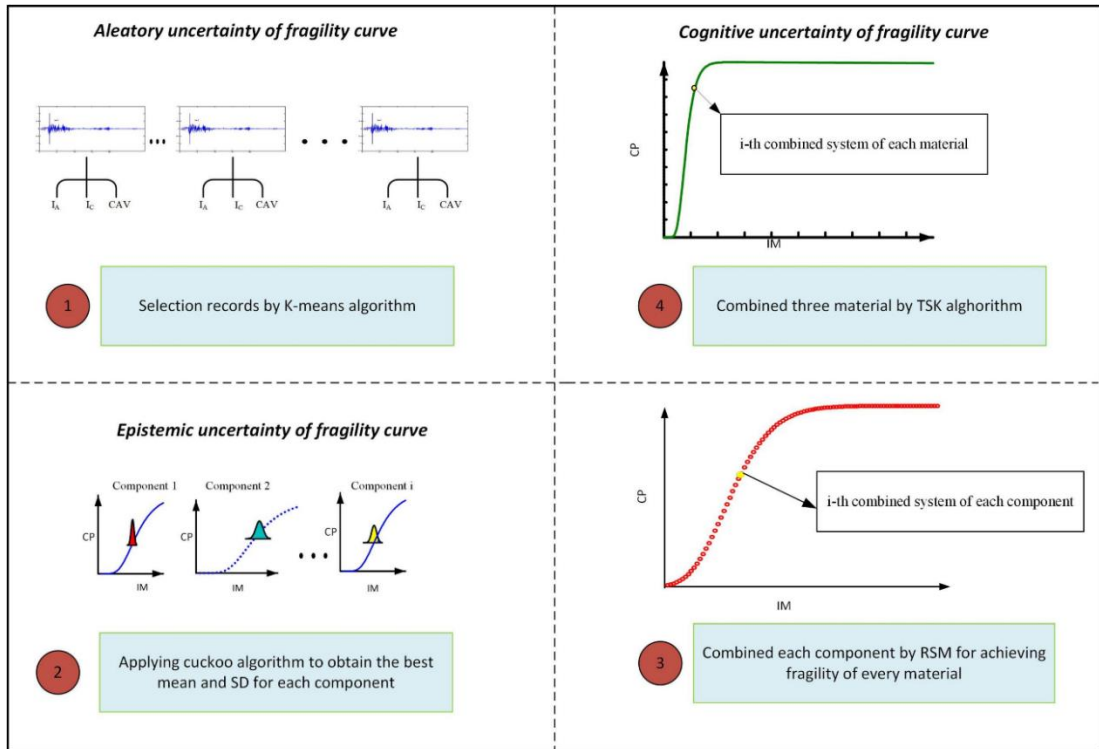 Aleatory uncertainty of fragility curve
I_A I_C CAV I_A I_C CAV I_A I_C CAV
1
Selection records by K-means algorithm
Cognitive uncertainty of fragility curve
CP
i-th combined system of each material
IM
4
Combined three material by TSK alghorithm
Epistemic uncertainty of fragility curve
Component 1 Component 2 Component i
CP CP CP
IM IM IM
2
Applying cuckoo algorithm to obtain the best
mean and SD for each component
CP
i-th combined system of each component
IM
3
Combined each component by RSM for achieving
fragility of every material